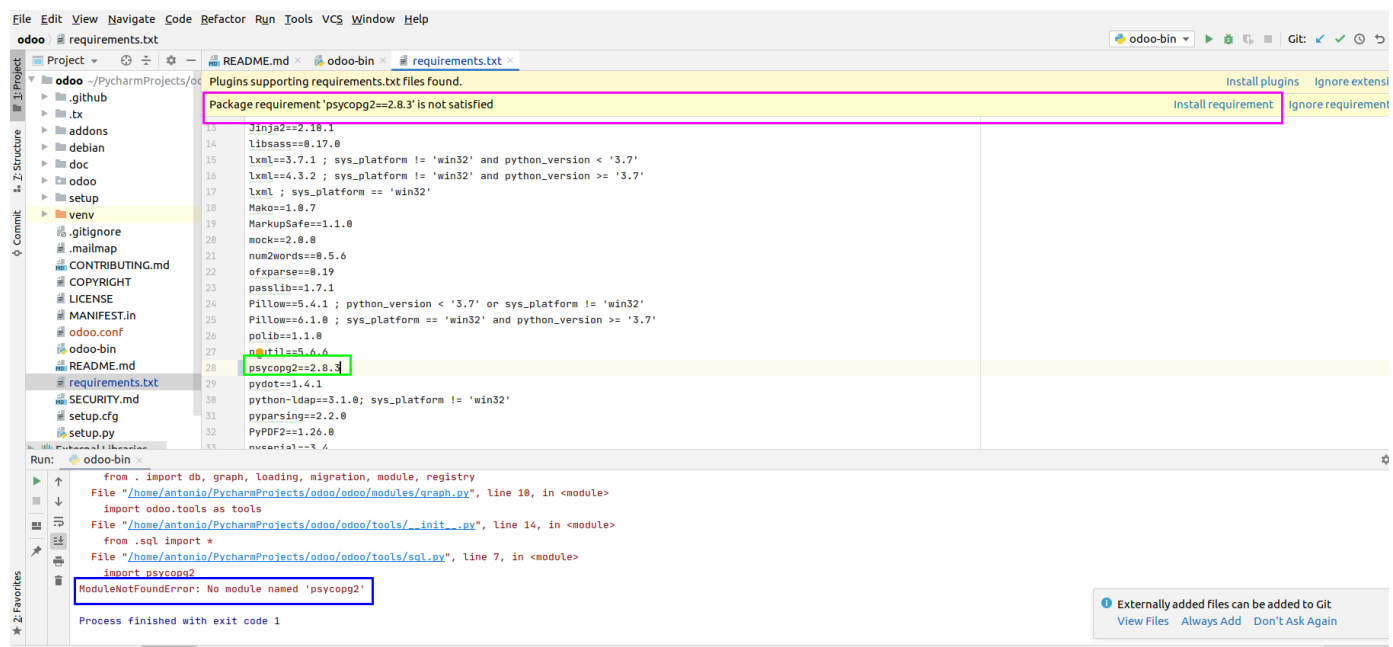 File Edit View Navigate Code Refactor Run Tools VCS Window Help
odoo requirements.txt odoo-bin Git:
Project README.md odoo-bin requirements.txt
1: Project
7: Structure
Commit
2: Favorites
odoo ~/PycharmProjects/od
.github
.tx
addons
debian
doc
odoo
setup
venv
.gitignore
.mailmap
CONTRIBUTING.md
COPYRIGHT
LICENSE
MANIFEST.in
odoo.conf
odoo-bin
README.md
requirements.txt
SECURITY.md
setup.cfg
setup.py
External Libraries
Plugins supporting requirements.txt files found. Install plugins Ignore extensi
Package requirement 'psycopg2==2.8.3' is not satisfied Install requirement Ignore requirement
13 Jinja2==2.10.1
14 libsass==0.17.0
15 lxml==3.7.1 ; sys_platform != 'win32' and python_version < '3.7'
16 lxml==4.3.2 ; sys_platform != 'win32' and python_version >= '3.7'
17 lxml ; sys_platform == 'win32'
18 Mako==1.0.7
19 MarkupSafe==1.1.0
20 mock==2.0.0
21 num2words==0.5.6
22 ofxparse==0.19
23 passlib==1.7.1
24 Pillow==5.4.1 ; python_version < '3.7' or sys_platform != 'win32'
25 Pillow==6.1.0 ; sys_platform == 'win32' and python_version >= '3.7'
26 polib==1.1.0
27 psutil==5.6.6
28 psycopg2==2.8.3
29 pydot==1.4.1
30 python-ldap==3.1.0; sys_platform != 'win32'
31 pyparsing==2.2.0
32 PyPDF2==1.26.0
33 pyserial==3.4
Run: odoo-bin
from . import db, graph, loading, migration, module, registry
File "/home/antonio/PycharmProjects/odoo/odoo/modules/graph.py", line 10, in <module>
import odoo.tools as tools
File "/home/antonio/PycharmProjects/odoo/odoo/tools/__init__.py", line 14, in <module>
from .sql import *
File "/home/antonio/PycharmProjects/odoo/odoo/tools/sql.py", line 7, in <module>
import psycopg2
ModuleNotFoundError: No module named 'psycopg2'
Process finished with exit code 1
Externally added files can be added to Git
View Files Always Add Don't Ask Again